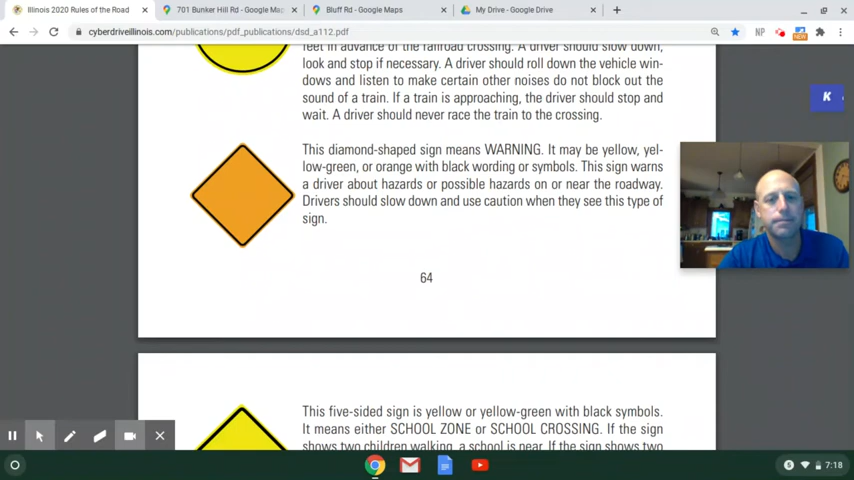 Illinois 2020 Rules of the Road
701 Bunker Hill Rd - Google Ma
Bluff Rd - Google Maps
My Drive - Google Drive
cyberdriveillinois.com/publications/pdf_publications/dsd_a112.pdf
NP
NEW
feet in advance of the railroad crossing. A driver should slow down,
look and stop if necessary. A driver should roll down the vehicle win-
dows and listen to make certain other noises do not block out the
sound of a train. If a train is approaching, the driver should stop and
wait. A driver should never race the train to the crossing.
K
This diamond-shaped sign means WARNING. It may be yellow, yel-
low-green, or orange with black wording or symbols. This sign warns
a driver about hazards or possible hazards on or near the roadway.
Drivers should slow down and use caution when they see this type of
sign.
64
This five-sided sign is yellow or yellow-green with black symbols.
It means either SCHOOL ZONE or SCHOOL CROSSING. If the sign
shows two children walking, a school is near. If the sign shows two
7:18